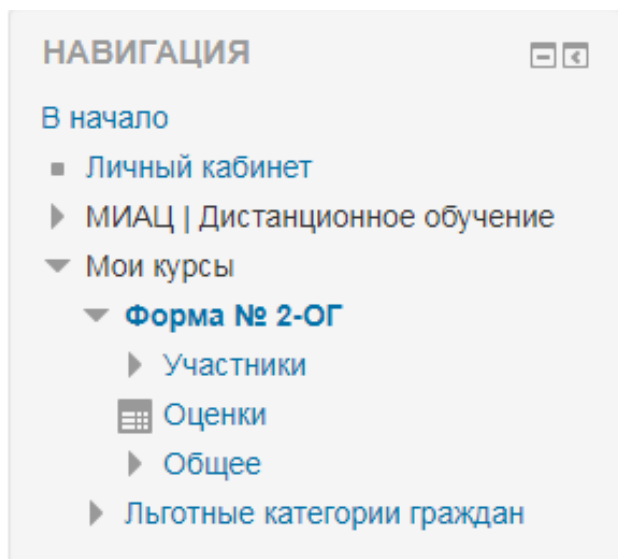 НАВИГАЦИЯ
В начало
Личный кабинет
МИАЦ | Дистанционное обучение
Мои курсы
Форма № 2-ОГ
Участники
Оценки
Общее
Льготные категории граждан